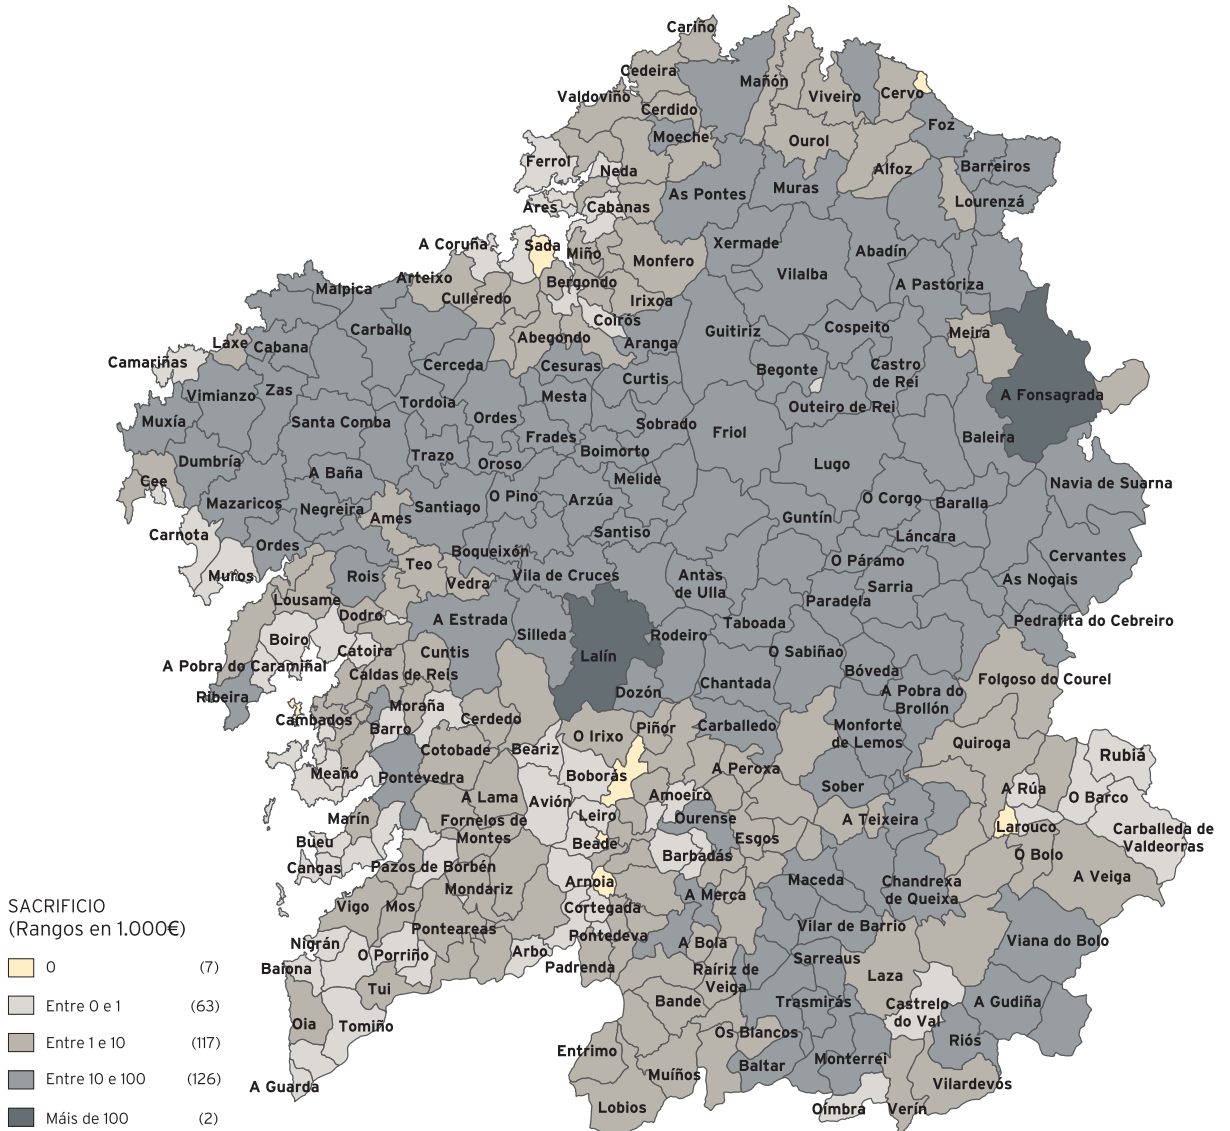 Cariño
Cedeira
Mañón
Valdoviño
Viveiro
Cervo
Cerdido
Foz
Moeche
Ourol
Ferrol
Neda
Alfoz
Barreiros
As Pontes
Muras
Ares
Cabanas
Lourenzá
A Coruña
Sada
Miño
Xermade
Abadín
Monfero
Arteixo
Bergondo
Vilalba
A Pastoriza
Malpica
Culleredo
Irixoa
Coirós
Carballo
Abegondo
Guitiriz
Cospeito
Meira
Laxe
Cabana
Aranga
Camariñas
Cerceda
Cesuras
Begonte
Castro
de Rei
Curtis
Vimianzo
Zas
Mesta
A Fonsagrada
Tordoia
Outeiro de Rei
Muxía
Santa Comba
Ordes
Sobrado
Friol
Frades
Baleira
Boimorto
Dumbría
Trazo
Oroso
Lugo
A Baña
Cee
Melide
Navia de Suarna
Mazaricos
Negreira
Santiago
O Pino
Arzúa
O Corgo
Baralla
Ames
Guntín
Carnota
Santiso
Láncara
Ordes
Boqueixón
Cervantes
Teo
O Páramo
Muros
Rois
Vedra
Vila de Cruces
Antas
de Ulla
Sarria
As Nogais
Lousame
Paradela
Dodro
A Estrada
Taboada
Pedrafita do Cebreiro
Boiro
Silleda
Rodeiro
Catoira
Cuntis
Lalín
O Sabiñao
A Pobra do Caramiñal
Caldas de Reis
Bóveda
Folgoso do Courel
Ribeira
Dozón
Chantada
A Pobra do
Brollón
Moraña
Cambados
Cerdedo
Barro
Piñor
Carballedo
Monforte
de Lemos
O Irixo
Quiroga
Cotobade
Beariz
Rubiá
Meaño
Pontevedra
Boborás
A Peroxa
Sober
A Rúa
O Barco
A Lama
Avión
Amoeiro
Marín
Fornelos de
Montes
Leiro
Ourense
A Teixeira
Larouco
Carballeda de
Valdeorras
Bueu
Beade
Esgos
Barbadás
O Bolo
Cangas
Pazos de Borbén
Arnoia
Maceda
Chandrexa
de Queixa
A Veiga
Mondariz
A Merca
Vigo
Mos
Cortegada
Ponteareas
Vilar de Barrio
Pontedeva
Nigrán
A Bola
Viana do Bolo
O Porriño
Arbo
Sarreaus
Baiona
Padrenda
Raíriz de
Veiga
Laza
Tui
Bande
Trasmirás
Castrelo
do Val
A Gudiña
Oia
Tomiño
Os Blancos
Riós
Entrimo
Monterrei
Baltar
Muíños
Vilardevós
A Guarda
Lobios
Oímbra
Verín
SACRIFICIO
(Rangos en 1.000€)
0 (7)
Entre 0 e 1 (63)
Entre 1 e 10 (117)
Entre 10 e 100 (126)
Máis de 100 (2)